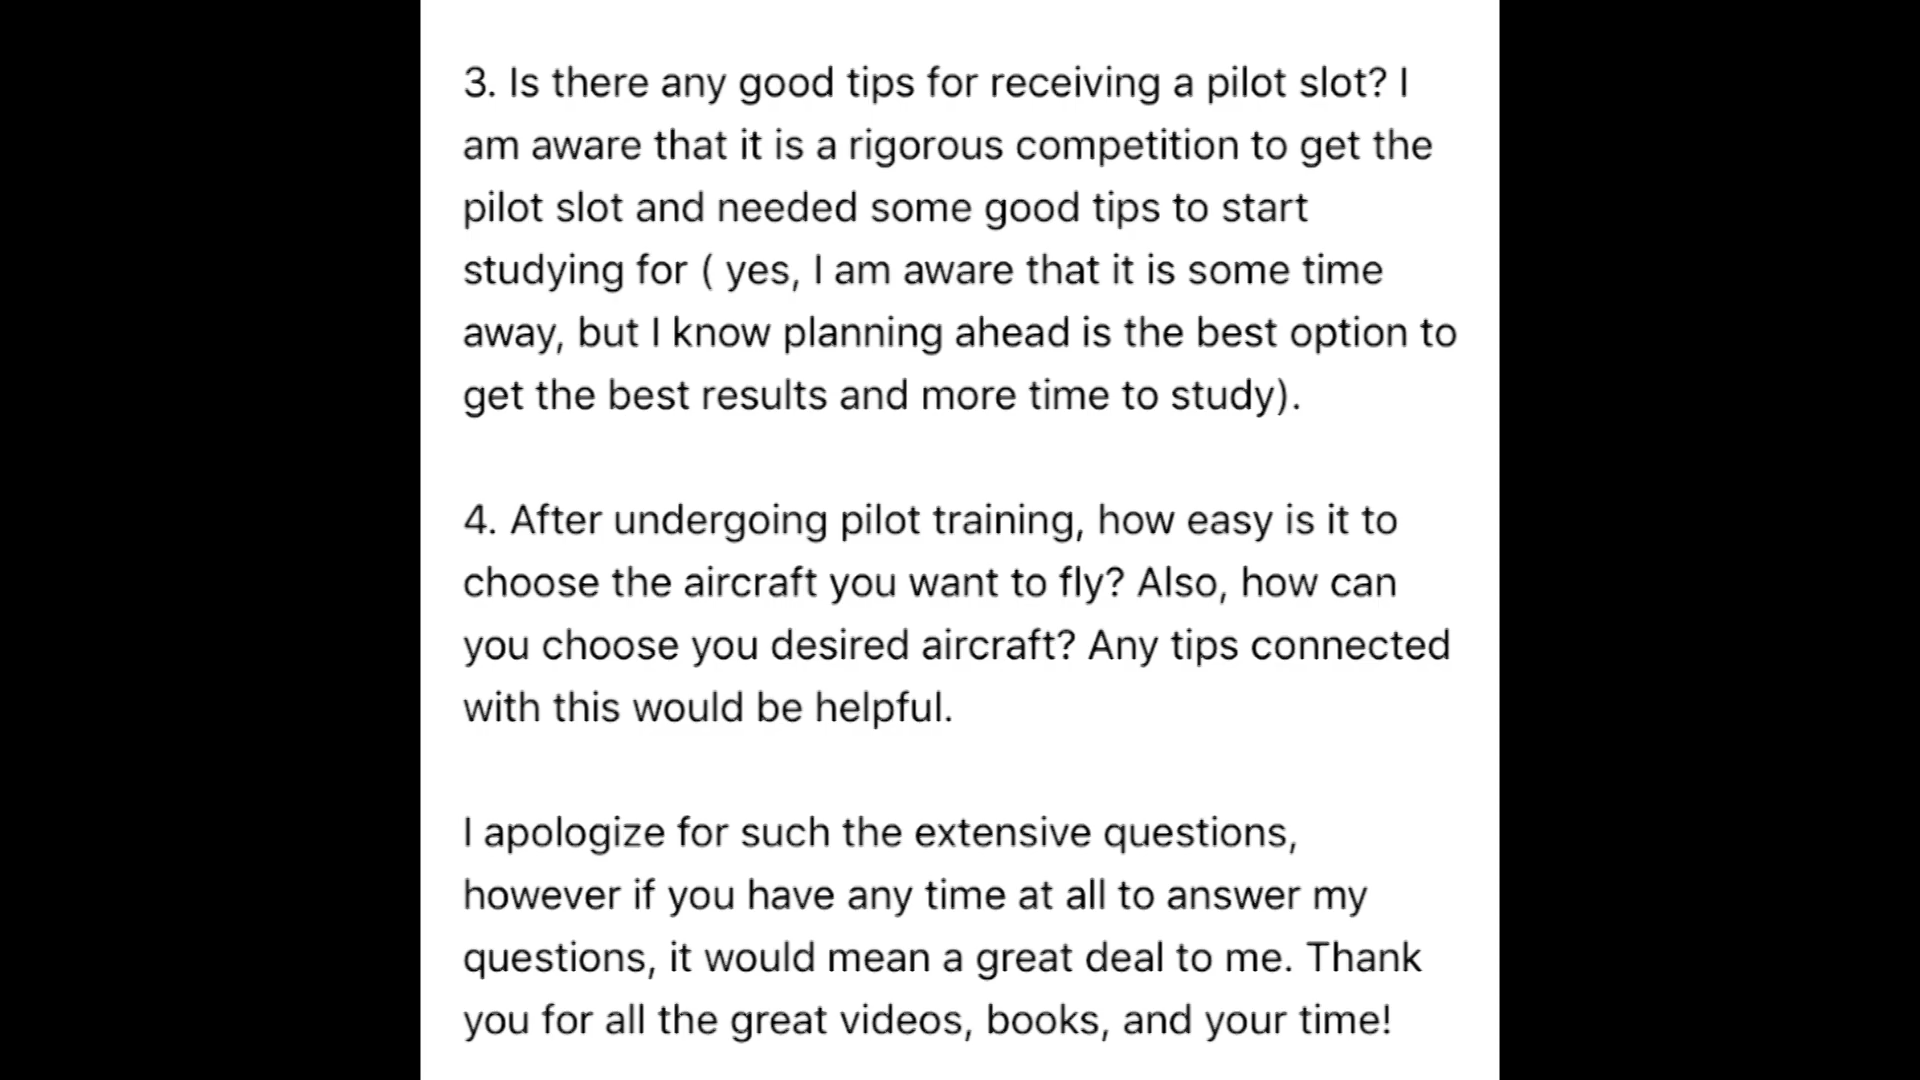 3. Is there any good tips for receiving a pilot slot? I
am aware that it is a rigorous competition to get the
pilot slot and needed some good tips to start
studying for ( yes, I am aware that it is some time
away, but I know planning ahead is the best option to
get the best results and more time to study).
4. After undergoing pilot training, how easy is it to
choose the aircraft you want to fly? Also, how can
you choose you desired aircraft? Any tips connected
with this would be helpful.
I apologize for such the extensive questions,
however if you have any time at all to answer my
questions, it would mean a great deal to me. Thank
you for all the great videos, books, and your time!